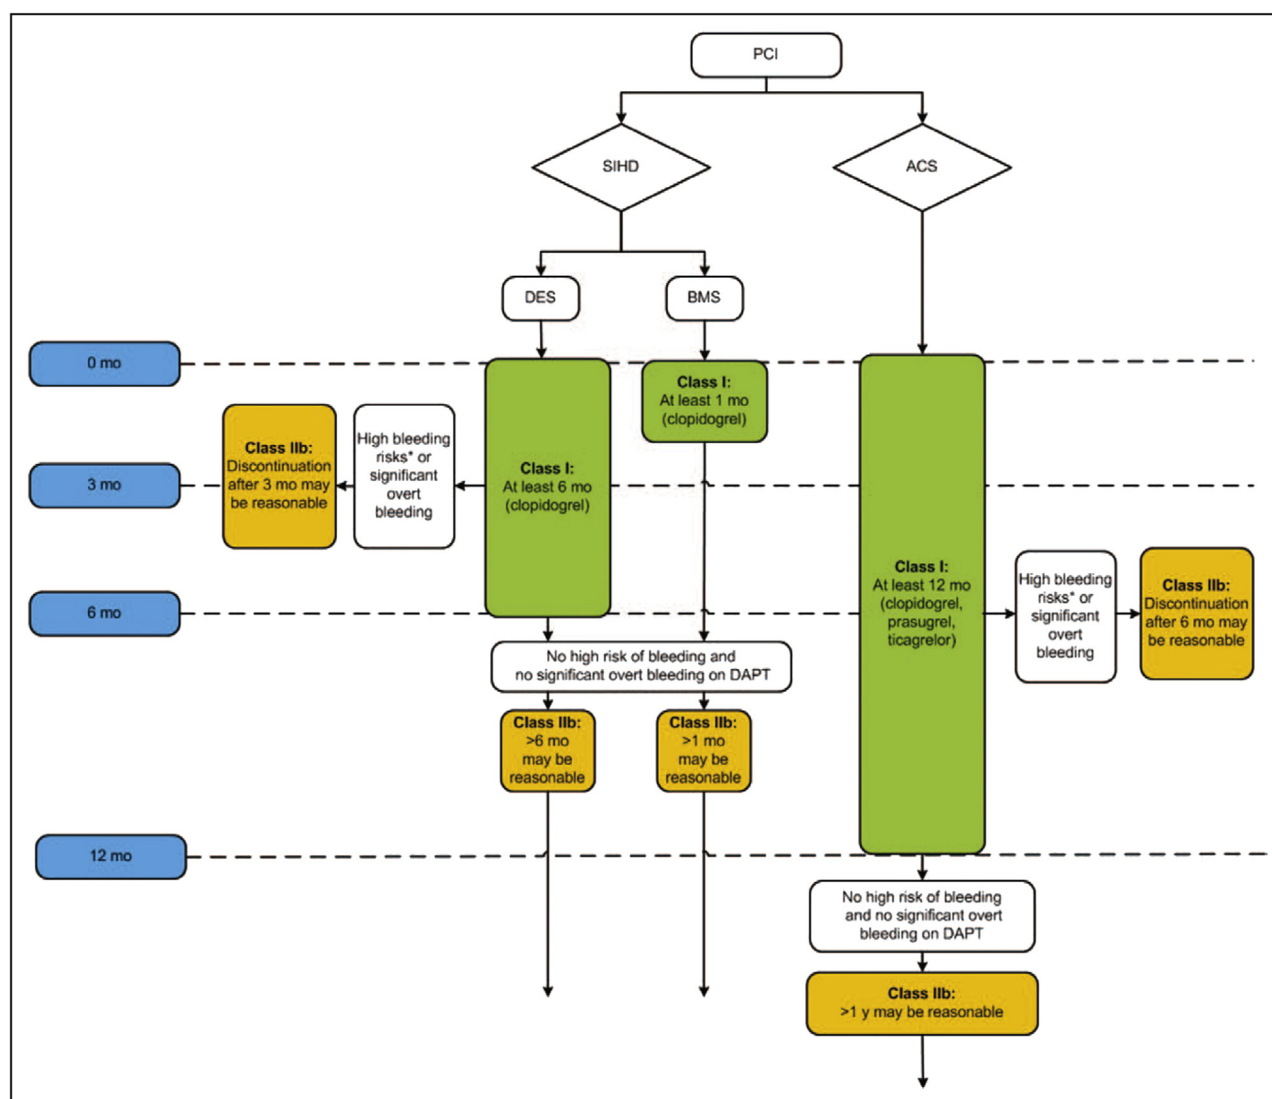 PCI
SIHD
ACS
DES
BMS
0 mo
Class I:
At least 1 mo
(clopidogrel)
Class IIb:
Discontinuation
after 3 mo may
be reasonable
High bleeding
risks* or
significant
overt
bleeding
Class I:
At least 6 mo
(clopidogrel)
3 mo
Class I:
At least 12 mo
(clopidogrel,
prasugrel,
ticagrelor)
High bleeding
risks* or
significant
overt
bleeding
Class IIb:
Discontinuation
after 6 mo may
be reasonable
6 mo
No high risk of bleeding and
no significant overt bleeding on DAPT
Class IIb:
>6 mo
may be
reasonable
Class IIb:
>1 mo
may be
reasonable
12 mo
No high risk of bleeding
and no significant overt
bleeding on DAPT
Class IIb:
>1 y may be reasonable